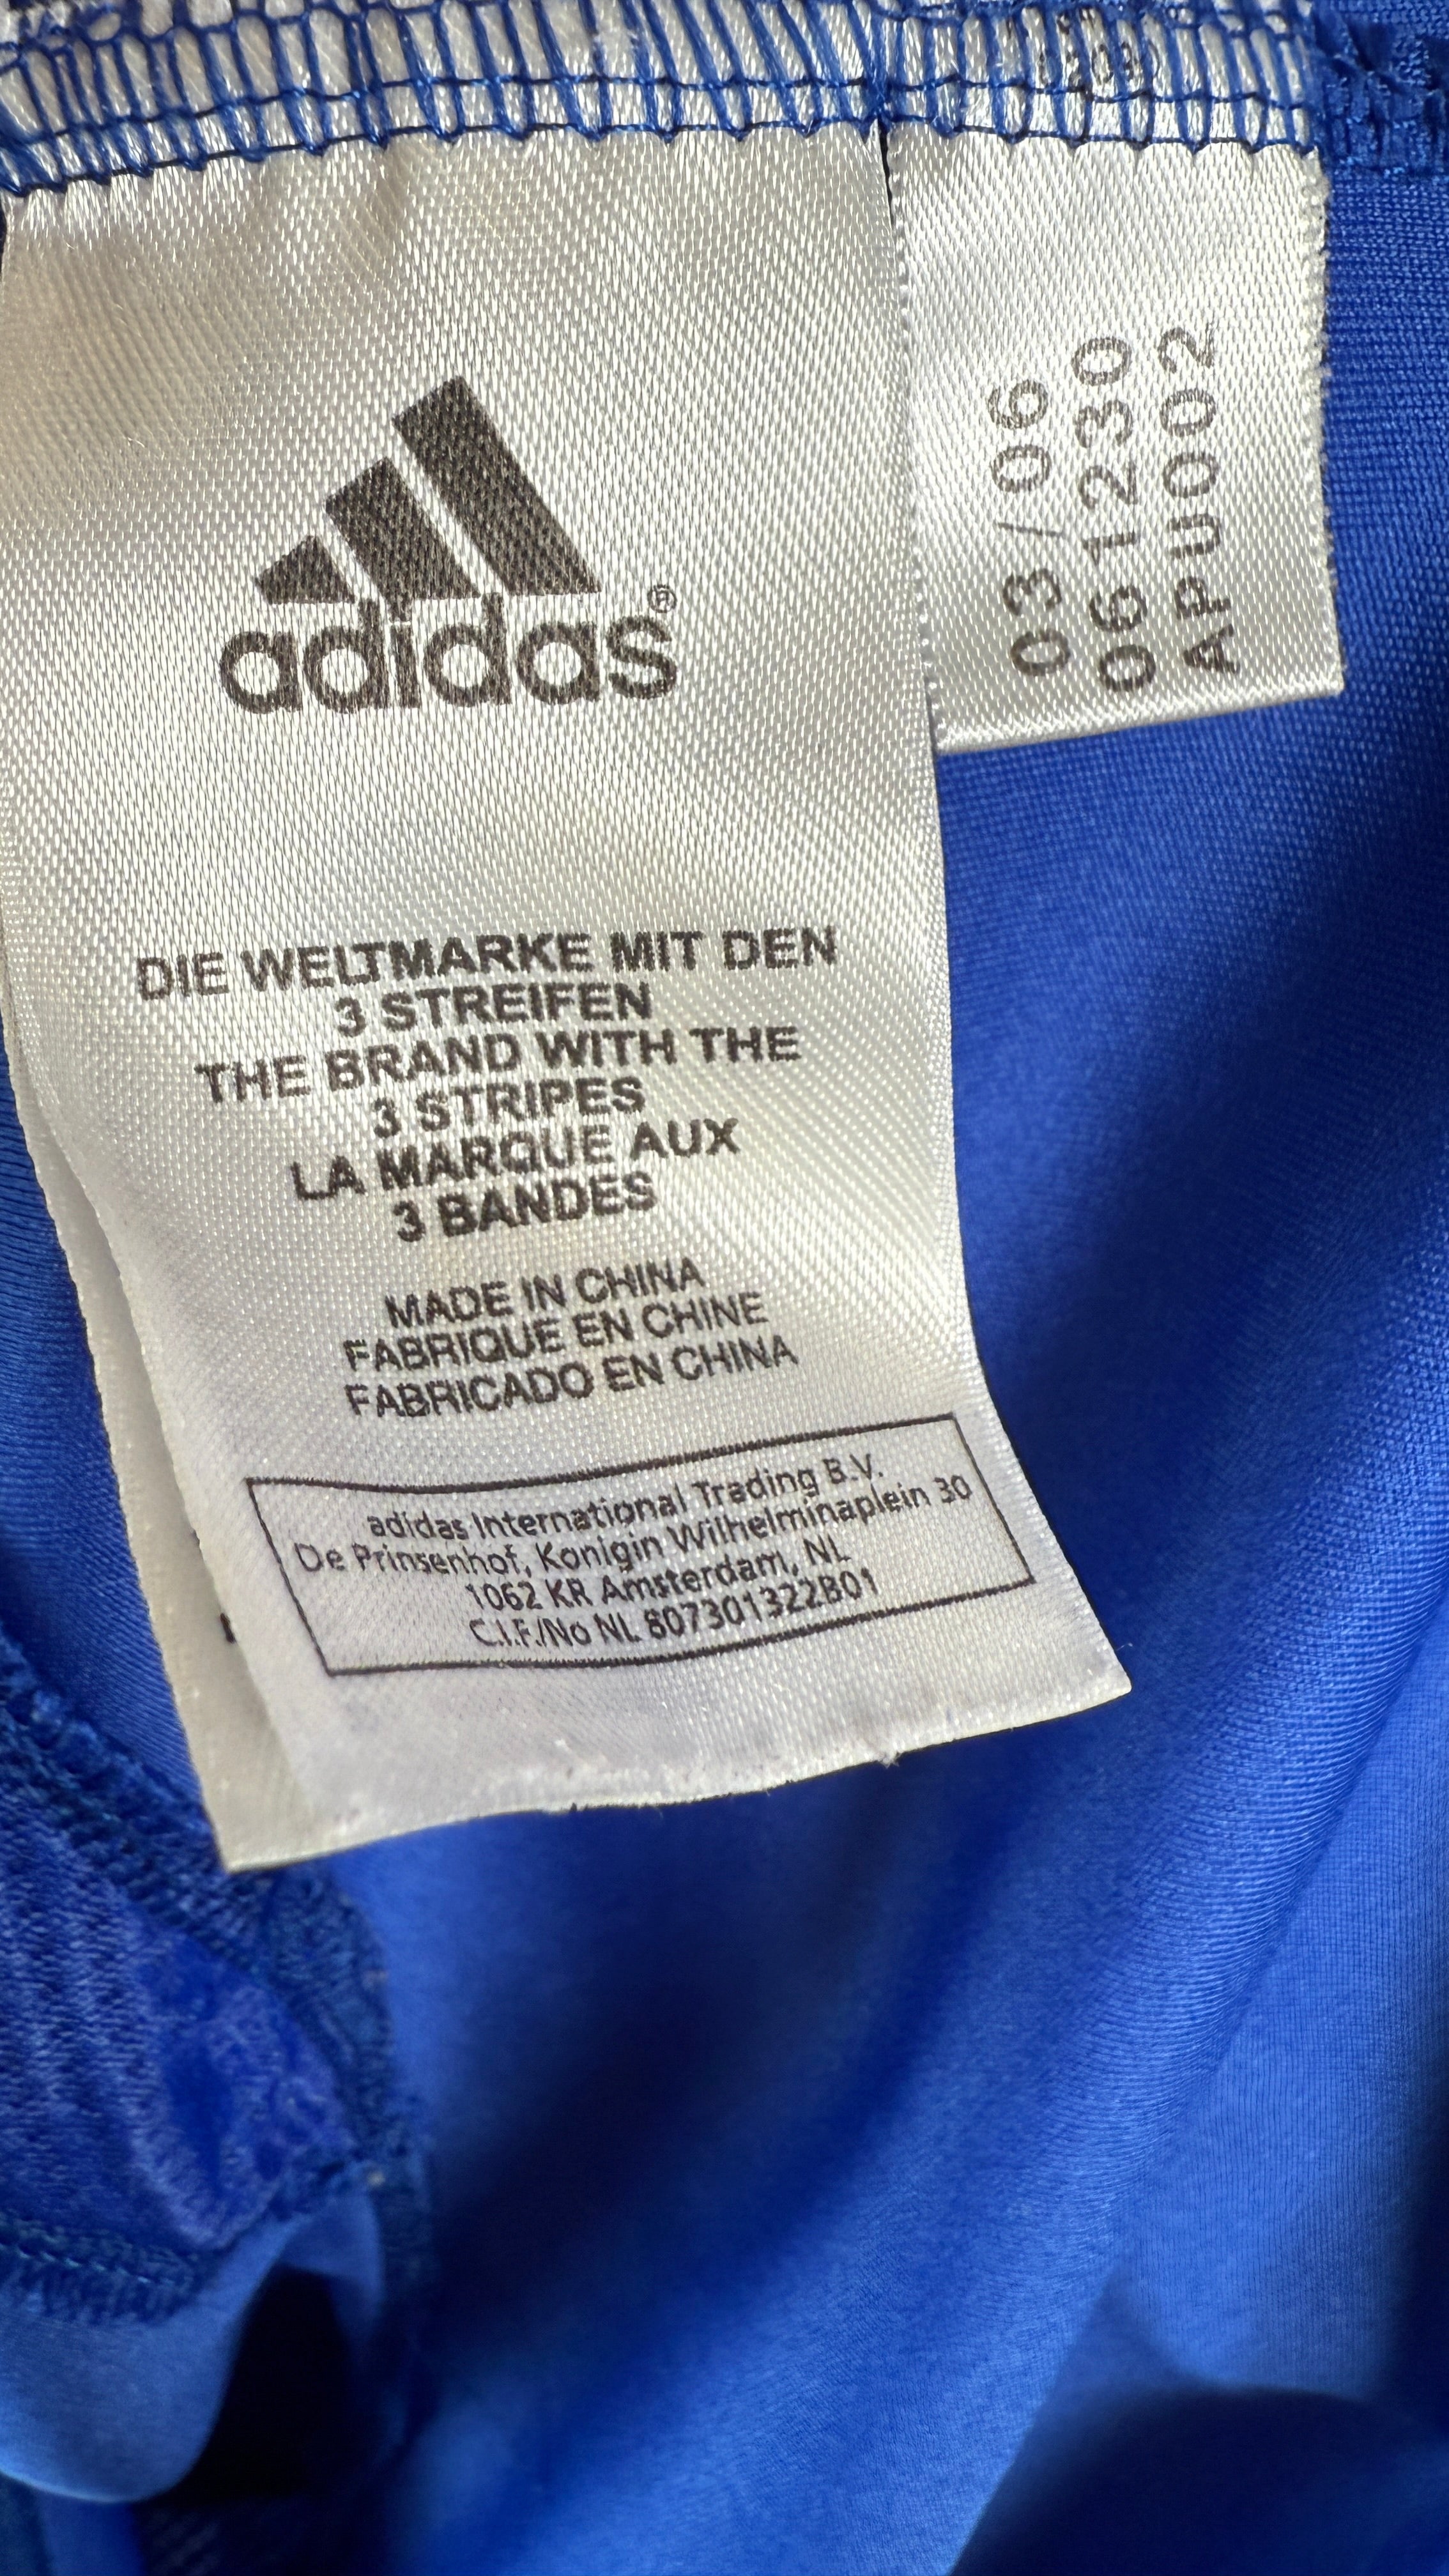 adidas®
DIE WELTMARKE MIT DEN
3 STREIFEN
THE BRAND WITH THE
3 STRIPES
LA MARQUE AUX
3 BANDES
MADE IN CHINA
FABRIQUE EN CHINE
FABRICADO EN CHINA
adidas International Trading B.V.
De Prinsenhof, Konigin Wilhelminaplein 30
1062 KR Amsterdam, NL
C.I.F./No NL 807301322B01
03/06
061230
APU002